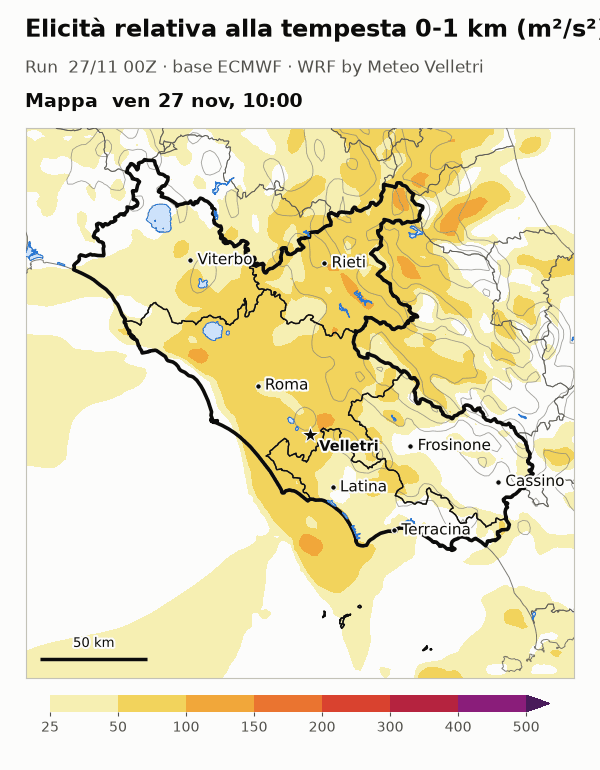 Elicità relativa alla tempesta 0-1 km (m²/s²)
Run  27/11 00Z · base ECMWF · WRF by Meteo Velletri
Mappa  ven 27 nov, 10:00
Viterbo
Rieti
Roma
Velletri
Frosinone
Cassino
Latina
Terracina
50 km
25 50 100 150 200 300 400 500